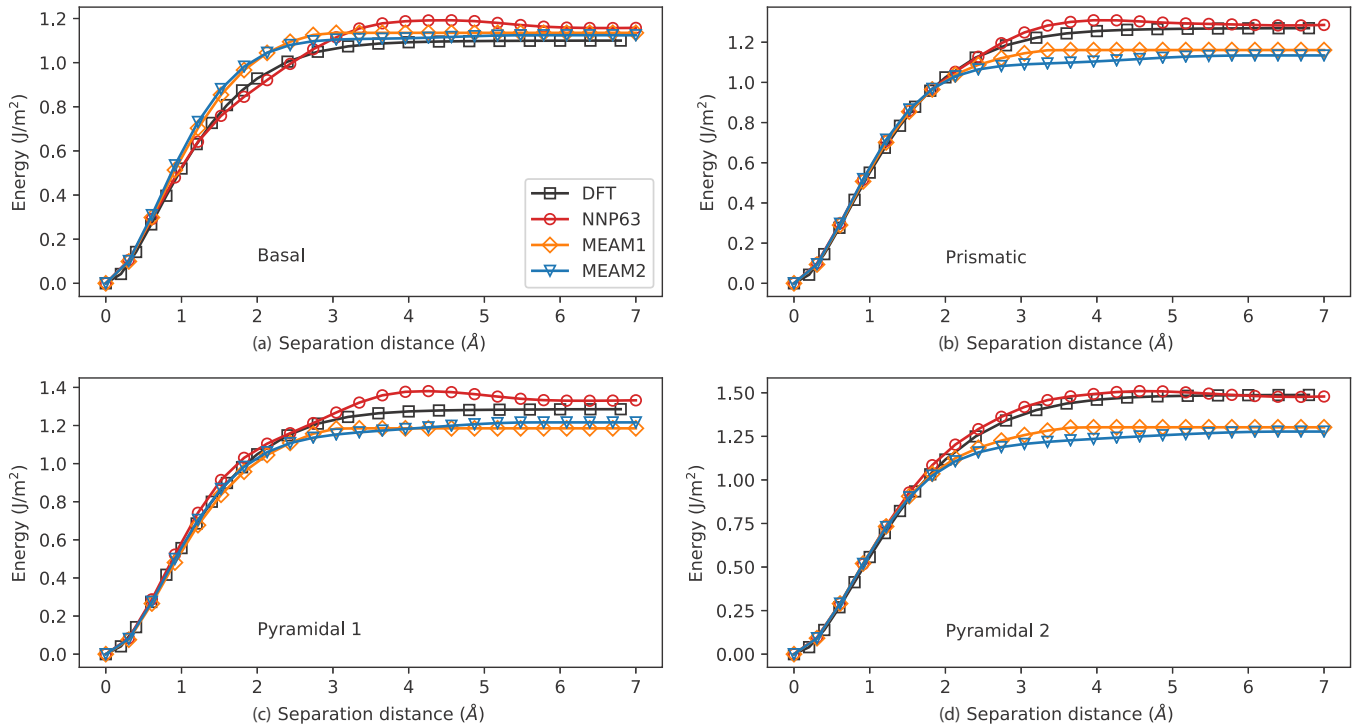 1.2
1.0
0.8
0.6
0.4
0.2
0.0
Energy (J/m²)
DFT
NNP63
MEAM1
MEAM2
Basal
0 1 2 3 4 5 6 7
(a) Separation distance (Å)
1.2
1.0
0.8
0.6
0.4
0.2
0.0
Energy (J/m²)
Prismatic
0 1 2 3 4 5 6 7
(b) Separation distance (Å)
1.4
1.2
1.0
0.8
0.6
0.4
0.2
0.0
Energy (J/m²)
Pyramidal 1
0 1 2 3 4 5 6 7
(c) Separation distance (Å)
1.50
1.25
1.00
0.75
0.50
0.25
0.00
Energy (J/m²)
Pyramidal 2
0 1 2 3 4 5 6 7
(d) Separation distance (Å)